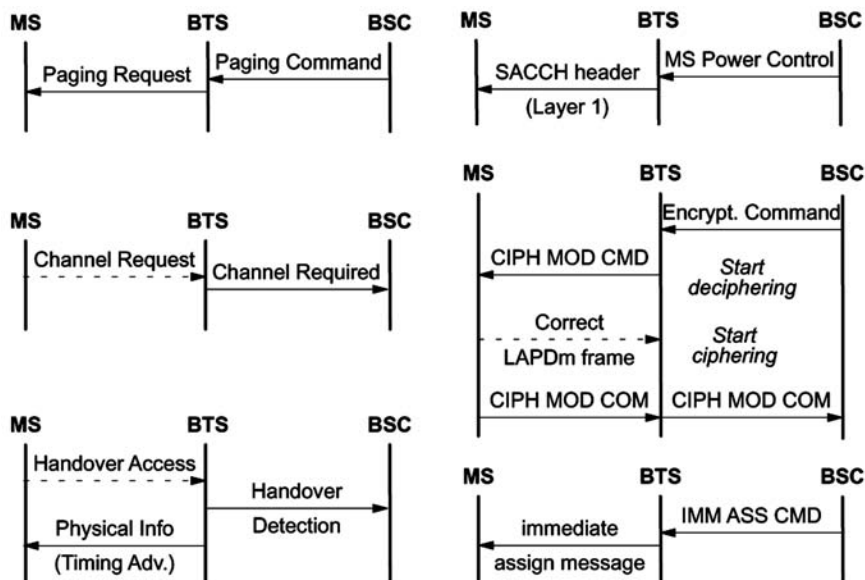 MS BTS BSC
Paging Command
Paging Request
MS BTS BSC
Channel Request
Channel Required
MS BTS BSC
Handover Access
Handover
Detection
Physical Info
(Timing Adv.)
MS BTS BSC
MS Power Control
SACCH header
(Layer 1)
MS BTS BSC
Encrypt. Command
CIPH MOD CMD
Start
deciphering
Correct
LAPDm frame
Start
ciphering
CIPH MOD COM CIPH MOD COM
MS BTS BSC
IMM ASS CMD
immediate
assign message